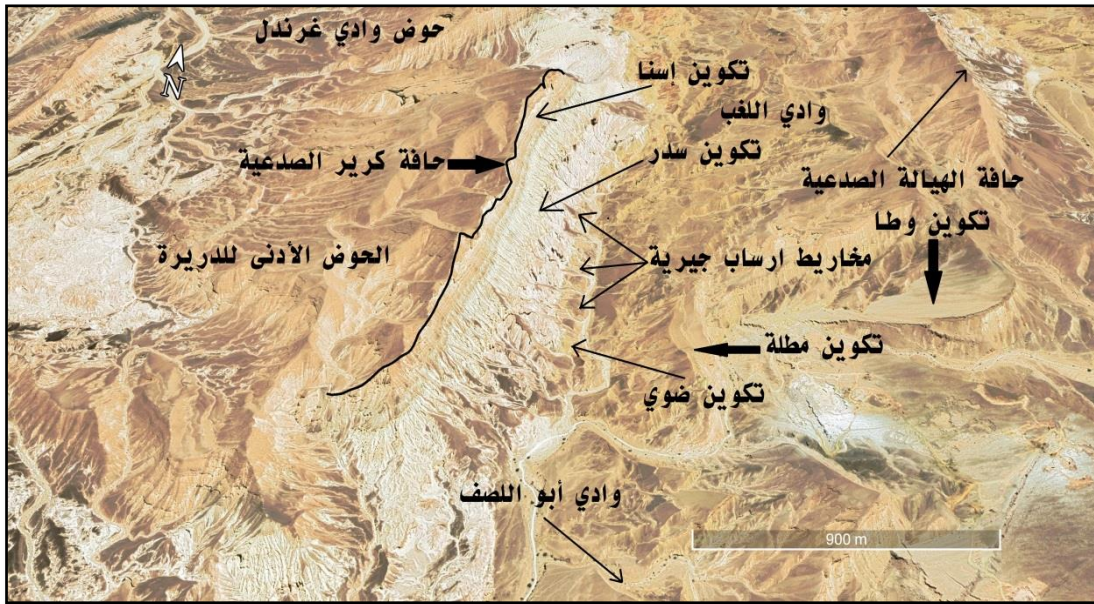 حوض وادي غرندل
N
تكوين إسنا
وادي اللغب
حافة كرير الصدعية
تكوين سدر
حافة الهيالة الصدعية
تكوين وطا
الحوض الأدنى للدريرة
مخاريط ارساب جيرية
تكوين مطلة
تكوين ضوي
وادي أبو اللصف
900 m